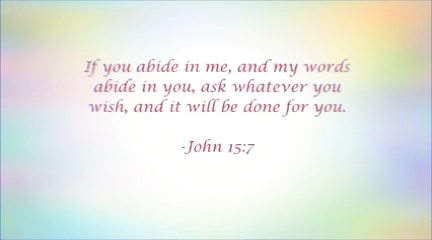 If you abide in me, and my words
abide in you, ask whatever you
wish, and it will be done for you.
-John 15:7